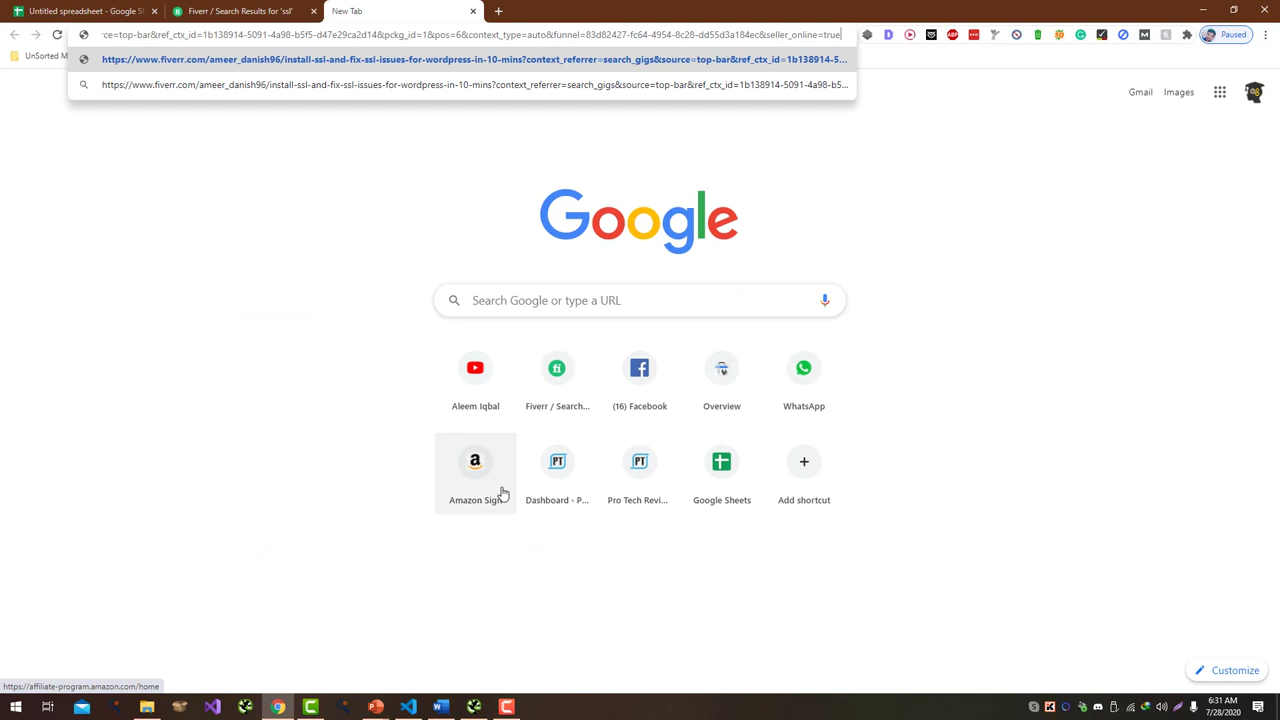 Untitled spreadsheet - Google Sh
Fiverr / Search Results for 'ssl'
New Tab
rce=top-bar&ref_ctx_id=1b138914-5091-4a98-b5f5-d47e29ca2d14&pckg_id=1&pos=6&context_type=auto&funnel=83d82427-fc64-4954-8c28-dd55d3a184ec&seller_online=true
Paused
UnSorted M
https://www.fiverr.com/ameer_danish96/install-ssl-and-fix-ssl-issues-for-wordpress-in-10-mins?context_referrer=search_gigs&source=top-bar&ref_ctx_id=1b138914-5...
https://www.fiverr.com/ameer_danish96/install-ssl-and-fix-ssl-issues-for-wordpress-in-10-mins?context_referrer=search_gigs&source=top-bar&ref_ctx_id=1b138914-5091-4a98-b5...
Gmail
Images
Google
Search Google or type a URL
Aleem Iqbal
Fiverr / Search...
(16) Facebook
Overview
WhatsApp
Amazon Sign
Dashboard ‹ P...
Pro Tech Revi...
Google Sheets
Add shortcut
Customize
https://affiliate-program.amazon.com/home
6:31 AM
7/28/2020